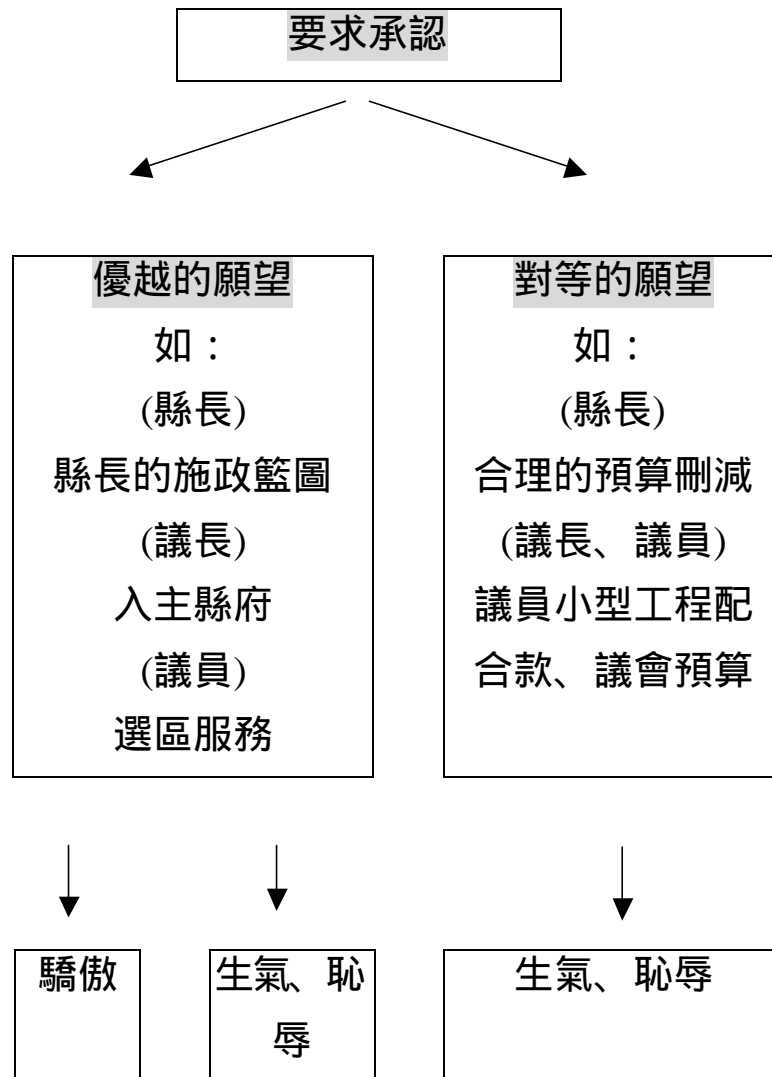 要求承認
優越的願望
如：
(縣長)
縣長的施政籃圖
(議長)
入主縣府
(議員)
選區服務
對等的願望
如：
(縣長)
合理的預算刪減
(議長、議員)
議員小型工程配
合款、議會預算
驕傲
生氣、恥
辱
生氣、恥辱